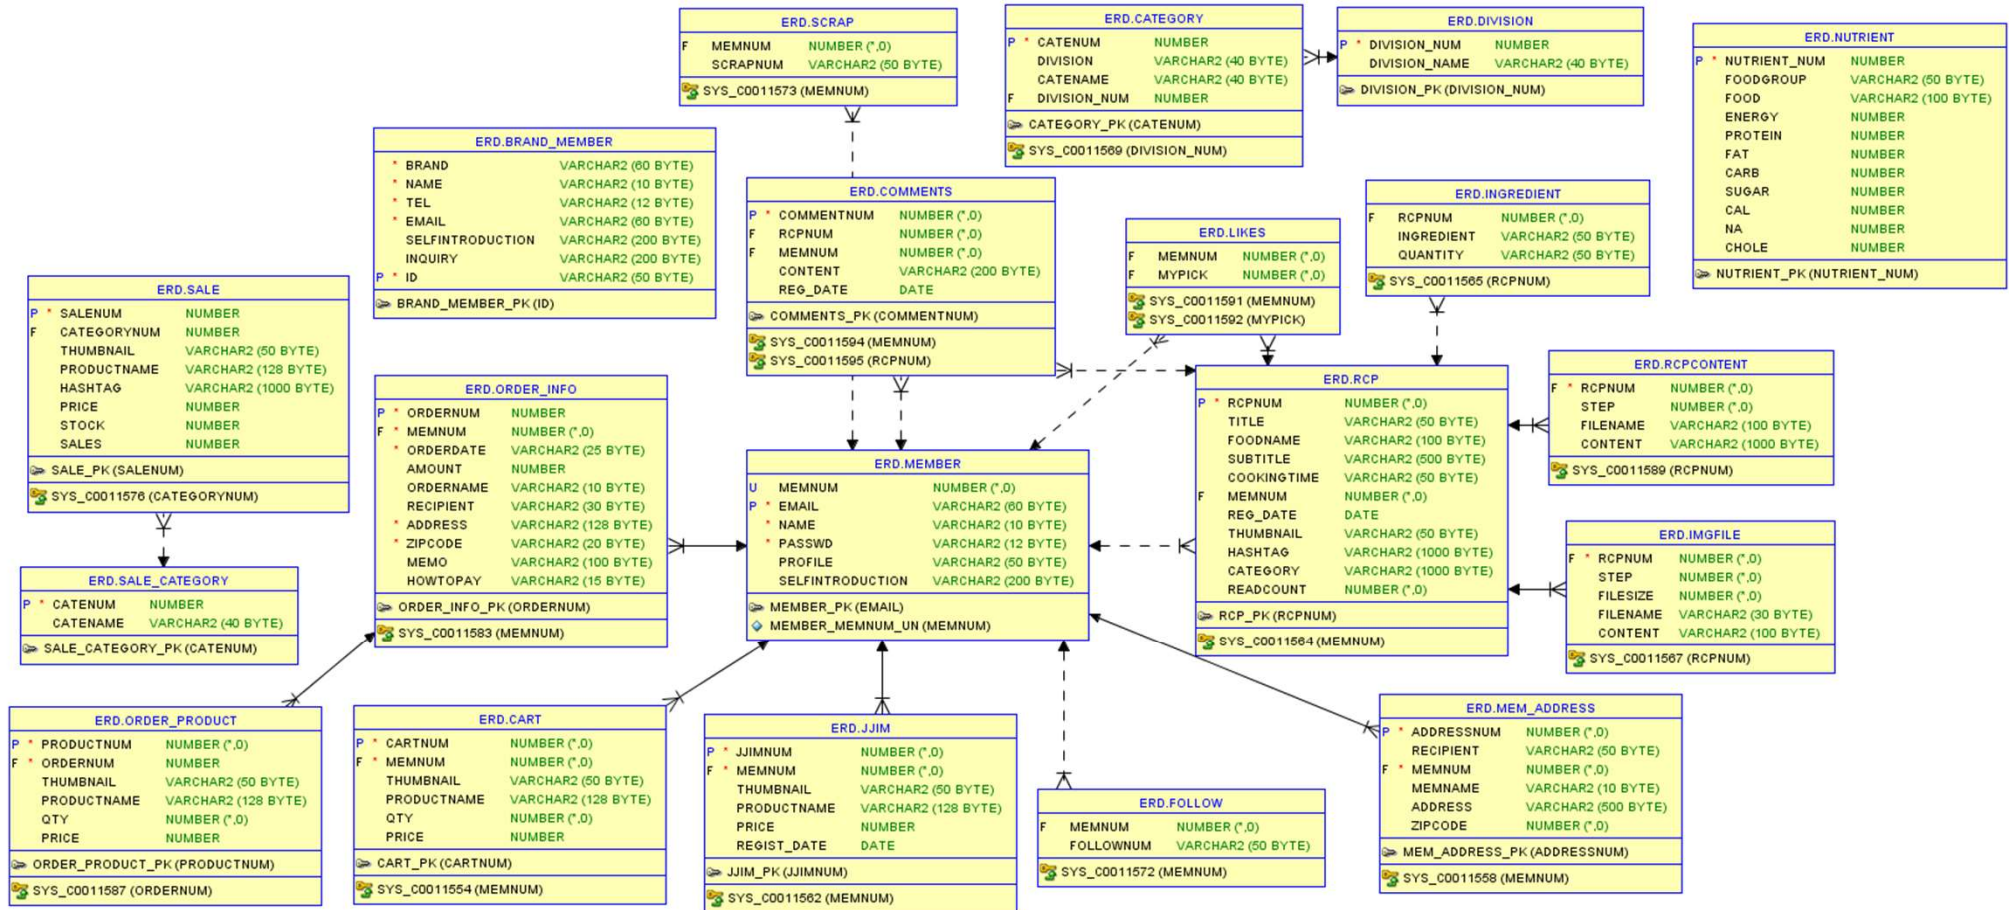 ERD.SCRAP
F MEMNUM NUMBER (*,0)
SCRAPNUM VARCHAR2 (50 BYTE)
SYS_C0011573 (MEMNUM)
ERD.CATEGORY
P * CATENUM NUMBER
DIVISION VARCHAR2 (40 BYTE)
CATENAME VARCHAR2 (40 BYTE)
F DIVISION_NUM NUMBER
CATEGORY_PK (CATENUM)
SYS_C0011569 (DIVISION_NUM)
ERD.DIVISION
P * DIVISION_NUM NUMBER
DIVISION_NAME VARCHAR2 (40 BYTE)
DIVISION_PK (DIVISION_NUM)
ERD.NUTRIENT
P * NUTRIENT_NUM NUMBER
FOODGROUP VARCHAR2 (50 BYTE)
FOOD VARCHAR2 (100 BYTE)
ENERGY NUMBER
PROTEIN NUMBER
FAT NUMBER
CARB NUMBER
SUGAR NUMBER
CAL NUMBER
NA NUMBER
CHOLE NUMBER
NUTRIENT_PK (NUTRIENT_NUM)
ERD.BRAND_MEMBER
* BRAND VARCHAR2 (60 BYTE)
* NAME VARCHAR2 (10 BYTE)
* TEL VARCHAR2 (12 BYTE)
* EMAIL VARCHAR2 (60 BYTE)
SELFINTRODUCTION VARCHAR2 (200 BYTE)
INQUIRY VARCHAR2 (200 BYTE)
P * ID VARCHAR2 (50 BYTE)
BRAND_MEMBER_PK (ID)
ERD.COMMENTS
P * COMMENTNUM NUMBER (*,0)
F RCPNUM NUMBER (*,0)
F MEMNUM NUMBER (*,0)
CONTENT VARCHAR2 (200 BYTE)
REG_DATE DATE
COMMENTS_PK (COMMENTNUM)
SYS_C0011594 (MEMNUM)
SYS_C0011595 (RCPNUM)
ERD.LIKES
F MEMNUM NUMBER (*,0)
F MYPICK NUMBER (*,0)
SYS_C0011591 (MEMNUM)
SYS_C0011592 (MYPICK)
ERD.INGREDIENT
F RCPNUM NUMBER (*,0)
INGREDIENT VARCHAR2 (50 BYTE)
QUANTITY VARCHAR2 (50 BYTE)
SYS_C0011565 (RCPNUM)
ERD.SALE
P * SALENUM NUMBER
F CATEGORYNUM NUMBER
THUMBNAIL VARCHAR2 (50 BYTE)
PRODUCTNAME VARCHAR2 (128 BYTE)
HASHTAG VARCHAR2 (1000 BYTE)
PRICE NUMBER
STOCK NUMBER
SALES NUMBER
SALE_PK (SALENUM)
SYS_C0011576 (CATEGORYNUM)
ERD.ORDER_INFO
P * ORDERNUM NUMBER
F * MEMNUM NUMBER (*,0)
* ORDERDATE VARCHAR2 (25 BYTE)
AMOUNT NUMBER
ORDERNAME VARCHAR2 (10 BYTE)
RECIPIENT VARCHAR2 (30 BYTE)
* ADDRESS VARCHAR2 (128 BYTE)
* ZIPCODE VARCHAR2 (20 BYTE)
MEMO VARCHAR2 (100 BYTE)
HOWTOPAY VARCHAR2 (15 BYTE)
ORDER_INFO_PK (ORDERNUM)
SYS_C0011583 (MEMNUM)
ERD.MEMBER
U MEMNUM NUMBER (*,0)
P * EMAIL VARCHAR2 (60 BYTE)
* NAME VARCHAR2 (10 BYTE)
* PASSWD VARCHAR2 (12 BYTE)
PROFILE VARCHAR2 (50 BYTE)
SELFINTRODUCTION VARCHAR2 (200 BYTE)
MEMBER_PK (EMAIL)
MEMBER_MEMNUM_UN (MEMNUM)
ERD.RCP
P * RCPNUM NUMBER (*,0)
TITLE VARCHAR2 (50 BYTE)
FOODNAME VARCHAR2 (100 BYTE)
SUBTITLE VARCHAR2 (500 BYTE)
COOKINGTIME VARCHAR2 (50 BYTE)
F MEMNUM NUMBER (*,0)
REG_DATE DATE
THUMBNAIL VARCHAR2 (50 BYTE)
HASHTAG VARCHAR2 (1000 BYTE)
CATEGORY VARCHAR2 (1000 BYTE)
READCOUNT NUMBER (*,0)
RCP_PK (RCPNUM)
SYS_C0011564 (MEMNUM)
ERD.RCPCONTENT
F * RCPNUM NUMBER (*,0)
STEP NUMBER (*,0)
FILENAME VARCHAR2 (100 BYTE)
CONTENT VARCHAR2 (1000 BYTE)
SYS_C0011589 (RCPNUM)
ERD.IMGFILE
F * RCPNUM NUMBER (*,0)
STEP NUMBER (*,0)
FILESIZE NUMBER (*,0)
FILENAME VARCHAR2 (30 BYTE)
CONTENT VARCHAR2 (100 BYTE)
SYS_C0011567 (RCPNUM)
ERD.SALE_CATEGORY
P * CATENUM NUMBER
CATENAME VARCHAR2 (40 BYTE)
SALE_CATEGORY_PK (CATENUM)
ERD.ORDER_PRODUCT
P * PRODUCTNUM NUMBER (*,0)
F * ORDERNUM NUMBER
THUMBNAIL VARCHAR2 (50 BYTE)
PRODUCTNAME VARCHAR2 (128 BYTE)
QTY NUMBER (*,0)
PRICE NUMBER
ORDER_PRODUCT_PK (PRODUCTNUM)
SYS_C0011587 (ORDERNUM)
ERD.CART
P * CARTNUM NUMBER (*,0)
F * MEMNUM NUMBER (*,0)
THUMBNAIL VARCHAR2 (50 BYTE)
PRODUCTNAME VARCHAR2 (128 BYTE)
QTY NUMBER (*,0)
PRICE NUMBER
CART_PK (CARTNUM)
SYS_C0011554 (MEMNUM)
ERD.JJIM
P * JJIMNUM NUMBER (*,0)
F * MEMNUM NUMBER (*,0)
THUMBNAIL VARCHAR2 (50 BYTE)
PRODUCTNAME VARCHAR2 (128 BYTE)
PRICE NUMBER
REGIST_DATE DATE
JJIM_PK (JJIMNUM)
SYS_C0011562 (MEMNUM)
ERD.FOLLOW
F MEMNUM NUMBER (*,0)
FOLLOWNUM VARCHAR2 (50 BYTE)
SYS_C0011572 (MEMNUM)
ERD.MEM_ADDRESS
P * ADDRESSNUM NUMBER (*,0)
RECIPIENT VARCHAR2 (50 BYTE)
F * MEMNUM NUMBER (*,0)
MEMNAME VARCHAR2 (10 BYTE)
ADDRESS VARCHAR2 (500 BYTE)
ZIPCODE NUMBER (*,0)
MEM_ADDRESS_PK (ADDRESSNUM)
SYS_C0011558 (MEMNUM)